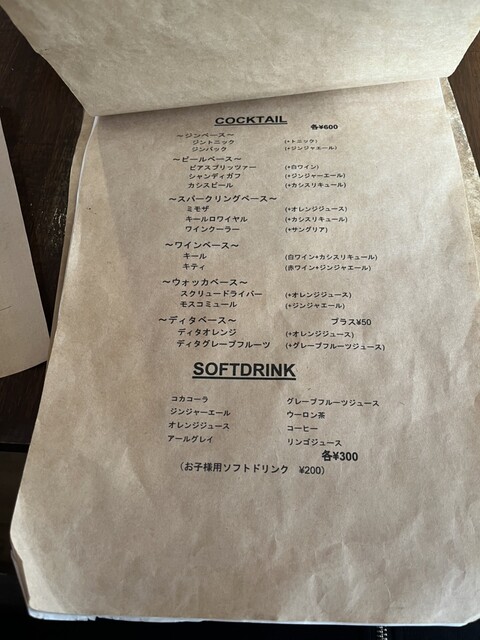 COCKTAIL 各¥600
～ジンベース～
ジントニック (+トニック)
ジンバック (+ジンジャエール)
～ビールベース～
ビアスプリッツァー (+白ワイン)
シャンディガフ (+ジンジャーエール)
カシスビール (+カシスリキュール)
～スパークリングベース～
ミモザ (+オレンジジュース)
キールロワイヤル (+カシスリキュール)
ワインクーラー (+サングリア)
～ワインベース～
キール (白ワイン+カシスリキュール)
キティ (赤ワイン+ジンジャエール)
～ウォッカベース～
スクリュードライバー (+オレンジジュース)
モスコミュール (+ジンジャエール)
～ディタベース～ プラス¥50
ディタオレンジ (+オレンジジュース)
ディタグレープフルーツ (+グレープフルーツジュース)
SOFTDRINK
コカコーラ グレープフルーツジュース
ジンジャーエール ウーロン茶
オレンジジュース コーヒー
アールグレイ リンゴジュース
各¥300
(お子様用ソフトドリンク ¥200)